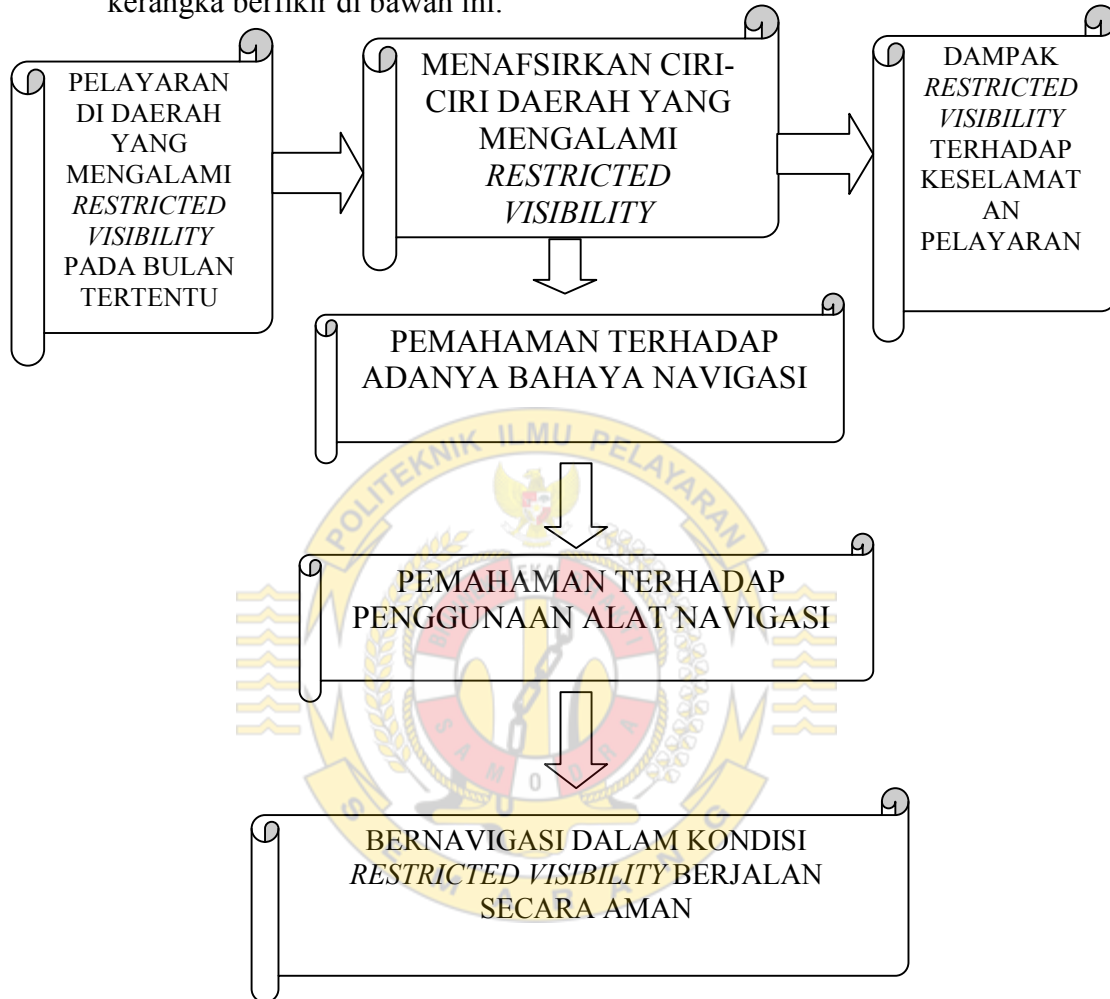 kerangka berfikir di bawah ini.
PELAYARAN
DI DAERAH
YANG
MENGALAMI
RESTRICTED
VISIBILITY
PADA BULAN
TERTENTU
MENAFSIRKAN CIRI-
CIRI DAERAH YANG
MENGALAMI
RESTRICTED
VISIBILITY
DAMPAK
RESTRICTED
VISIBILITY
TERHADAP
KESELAMAT
AN
PELAYARAN
PEMAHAMAN TERHADAP
ADANYA BAHAYA NAVIGASI
PEMAHAMAN TERHADAP
PENGGUNAAN ALAT NAVIGASI
BERNAVIGASI DALAM KONDISI
RESTRICTED VISIBILITY BERJALAN
SECARA AMAN
POLITEKNIK ILMU PELAYARAN
SEMARANG
SAMODRA